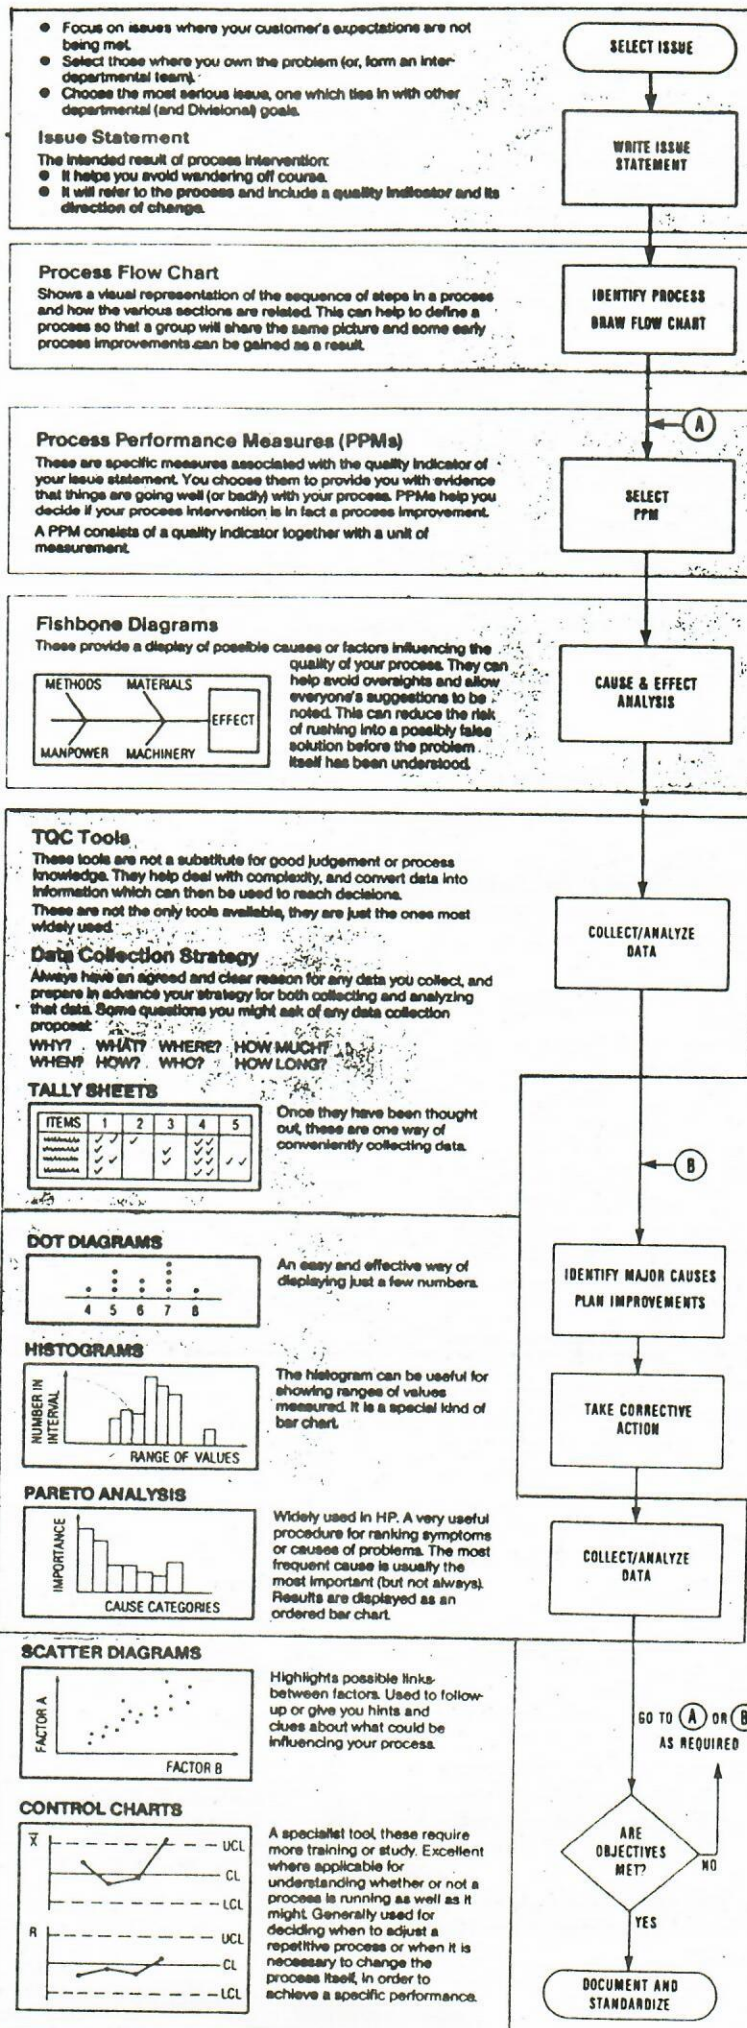 ● Focus on issues where your customer's expectations are not
being met.
● Select those where you own the problem (or, form an inter-
departmental team).
● Choose the most serious issue, one which ties in with other
departmental (and Divisional) goals.
Issue Statement
The intended result of process intervention:
● It helps you avoid wandering off course.
● It will refer to the process and include a quality indicator and its
direction of change.
SELECT ISSUE
WRITE ISSUE
STATEMENT
Process Flow Chart
Shows a visual representation of the sequence of steps in a process
and how the various sections are related. This can help to define a
process so that a group will share the same picture and some early
process improvements can be gained as a result.
IDENTIFY PROCESS
DRAW FLOW CHART
A
Process Performance Measures (PPMs)
These are specific measures associated with the quality indicator of
your issue statement. You choose them to provide you with evidence
that things are going well (or badly) with your process. PPMs help you
decide if your process intervention is in fact a process improvement.
A PPM consists of a quality indicator together with a unit of
measurement.
SELECT
PPM
Fishbone Diagrams
These provide a display of possible causes or factors influencing the
quality of your process. They can
help avoid oversights and allow
everyone's suggestions to be
noted. This can reduce the risk
of rushing into a possibly false
solution before the problem
itself has been understood.
METHODS MATERIALS
EFFECT
MANPOWER MACHINERY
CAUSE & EFFECT
ANALYSIS
TQC Tools
These tools are not a substitute for good judgement or process
knowledge. They help deal with complexity, and convert data into
information which can then be used to reach decisions.
These are not the only tools available, they are just the ones most
widely used.
Data Collection Strategy
Always have an agreed and clear reason for any data you collect, and
prepare in advance your strategy for both collecting and analyzing
that data. Some questions you might ask of any data collection
proposal:
WHY? WHAT? WHERE? HOW MUCH?
WHEN? HOW? WHO? HOW LONG?
COLLECT/ANALYZE
DATA
TALLY SHEETS
ITEMS 1 2 3 4 5
Once they have been thought
out, these are one way of
conveniently collecting data.
B
DOT DIAGRAMS
4 5 6 7 8
An easy and effective way of
displaying just a few numbers.
IDENTIFY MAJOR CAUSES
PLAN IMPROVEMENTS
HISTOGRAMS
NUMBER IN
INTERVAL
RANGE OF VALUES
The histogram can be useful for
showing ranges of values
measured. It is a special kind of
bar chart.
TAKE CORRECTIVE
ACTION
PARETO ANALYSIS
IMPORTANCE
CAUSE CATEGORIES
Widely used in HP. A very useful
procedure for ranking symptoms
or causes of problems. The most
frequent cause is usually the
most important (but not always).
Results are displayed as an
ordered bar chart.
COLLECT/ANALYZE
DATA
SCATTER DIAGRAMS
FACTOR A
FACTOR B
Highlights possible links
between factors. Used to follow-
up or give you hints and
clues about what could be
influencing your process.
GO TO A OR B
AS REQUIRED
CONTROL CHARTS
X̅
UCL
CL
LCL
R
UCL
CL
LCL
A specialist tool, these require
more training or study. Excellent
where applicable for
understanding whether or not a
process is running as well as it
might. Generally used for
deciding when to adjust a
repetitive process or when it is
necessary to change the
process itself, in order to
achieve a specific performance.
ARE
OBJECTIVES
MET?
NO
YES
DOCUMENT AND
STANDARDIZE